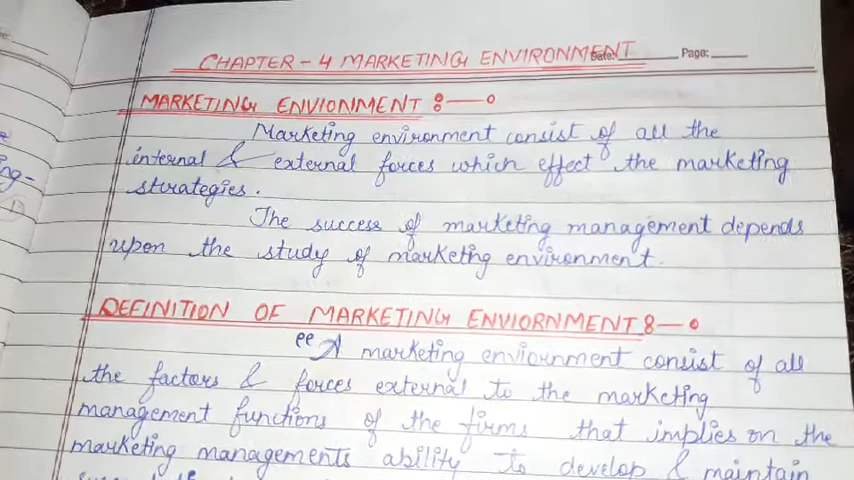 CHAPTER - 4 MARKETING ENVIRONMENT Date: Page:
MARKETING ENVIONMENT :-
Marketing environment consist of all the
internal & external forces which effect the marketing
strategies.
The success of marketing management depends
upon the study of marketing environment.
DEFINITION OF MARKETING ENVIORNMENT :-
"A marketing enviornment consist of all
the factors & forces external to the marketing
management functions of the firms that implies on the
marketing managements ability to develop & maintain